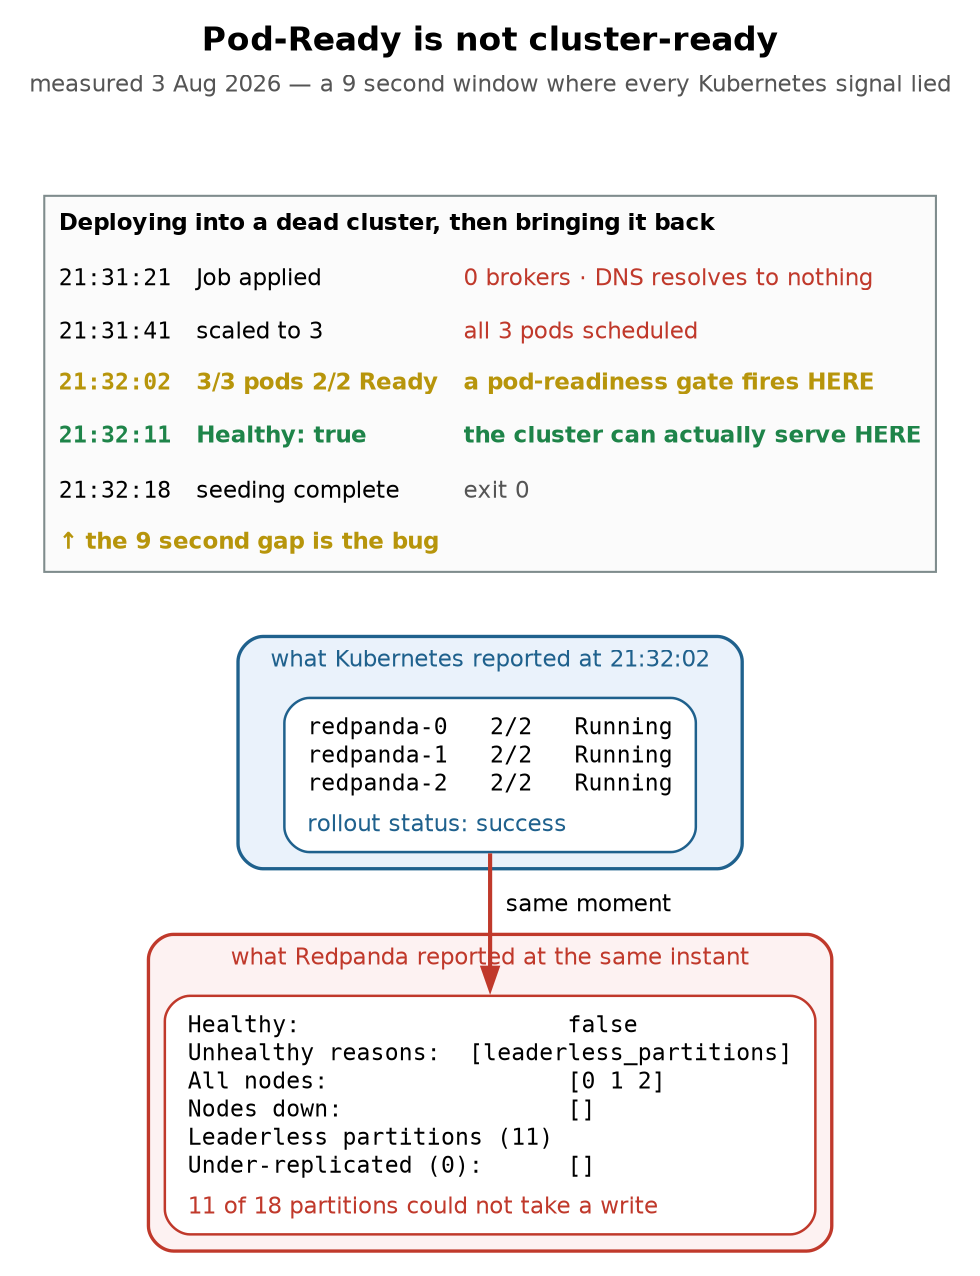 Pod-Ready is not cluster-ready
measured 3 Aug 2026 — a 9 second window where every Kubernetes signal lied
Deploying into a dead cluster, then bringing it back
21:31:21 Job applied 0 brokers · DNS resolves to nothing
21:31:41 scaled to 3 all 3 pods scheduled
21:32:02 3/3 pods 2/2 Ready a pod-readiness gate fires HERE
21:32:11 Healthy: true the cluster can actually serve HERE
21:32:18 seeding complete exit 0
↑ the 9 second gap is the bug
what Kubernetes reported at 21:32:02
redpanda-0 2/2 Running
redpanda-1 2/2 Running
redpanda-2 2/2 Running
rollout status: success
same moment
what Redpanda reported at the same instant
Healthy: false
Unhealthy reasons: [leaderless_partitions]
All nodes: [0 1 2]
Nodes down: []
Leaderless partitions (11)
Under-replicated (0): []
11 of 18 partitions could not take a write